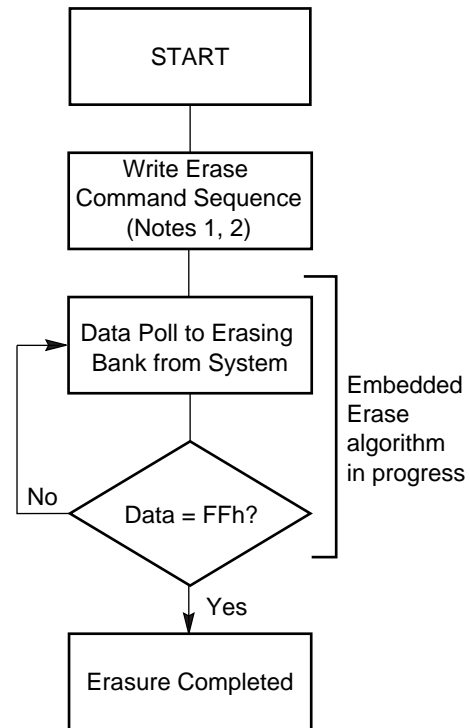 START
Write Erase
Command Sequence
(Notes 1, 2)
Data Poll to Erasing
Bank from System
Embedded
Erase
algorithm
in progress
No
Data = FFh?
Yes
Erasure Completed